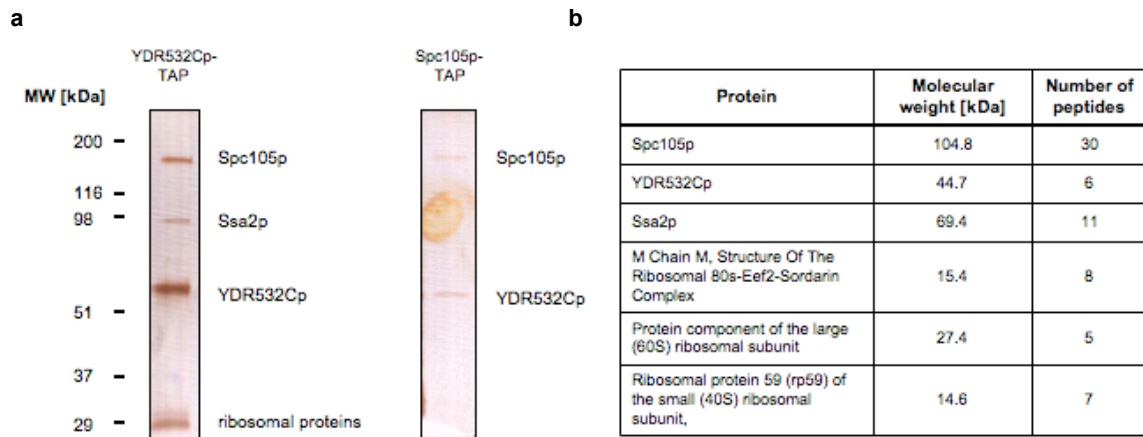 a
b
YDR532Cp-
TAP
Spc105p-
TAP
MW [kDa]
200
116
98
51
37
29
Spc105p
Ssa2p
YDR532Cp
ribosomal proteins
Spc105p
YDR532Cp
Protein
Molecular
weight [kDa]
Number of
peptides
Spc105p
104.8
30
YDR532Cp
44.7
6
Ssa2p
69.4
11
M Chain M, Structure Of The
Ribosomal 80s-Eef2-Sordarin
Complex
15.4
8
Protein component of the large
(60S) ribosomal subunit
27.4
5
Ribosomal protein 59 (rp59) of
the small (40S) ribosomal
subunit,
14.6
7